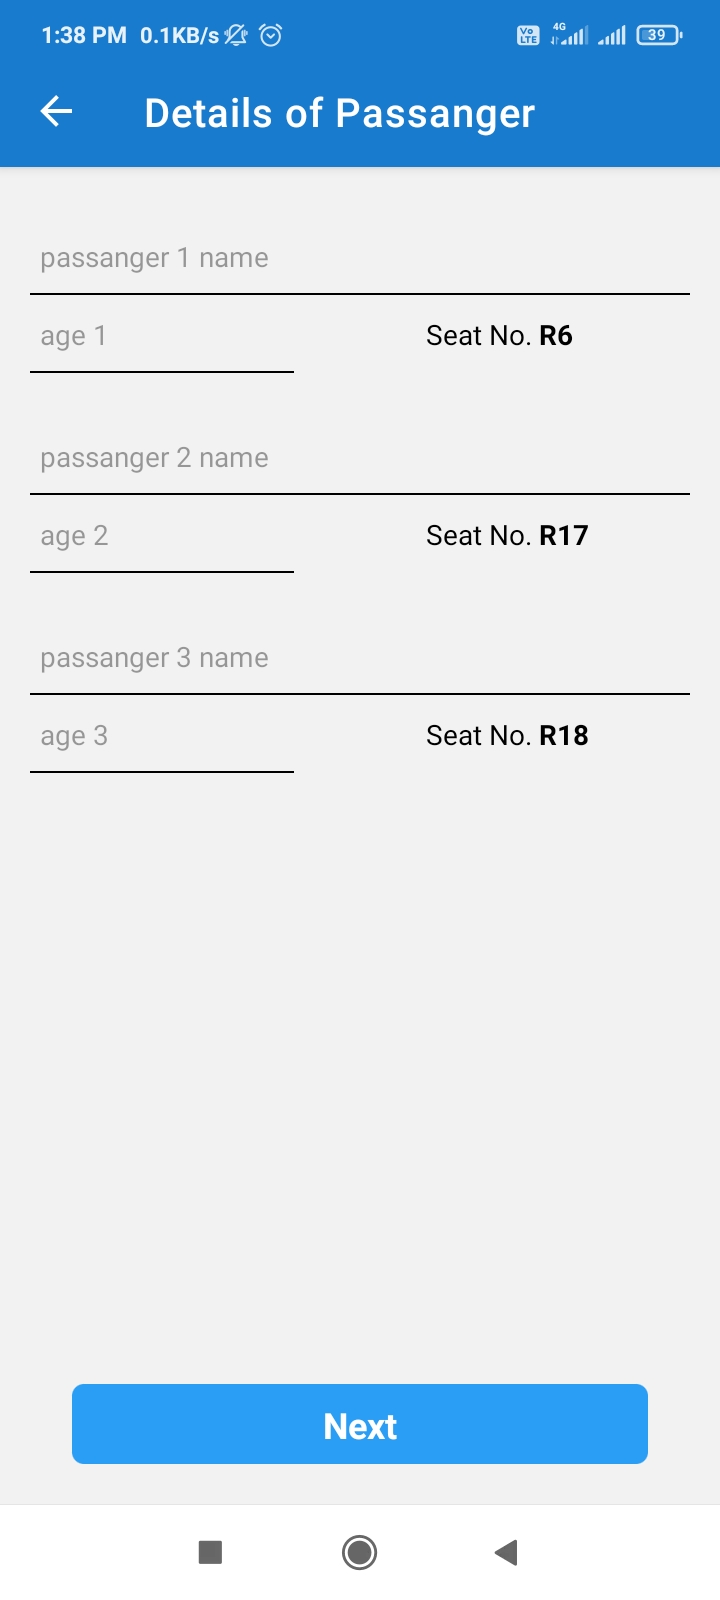 1:38 PM 0.1KB/s Vo LTE 4G 39
Details of Passanger
passanger 1 name
age 1 Seat No. R6
passanger 2 name
age 2 Seat No. R17
passanger 3 name
age 3 Seat No. R18
Next